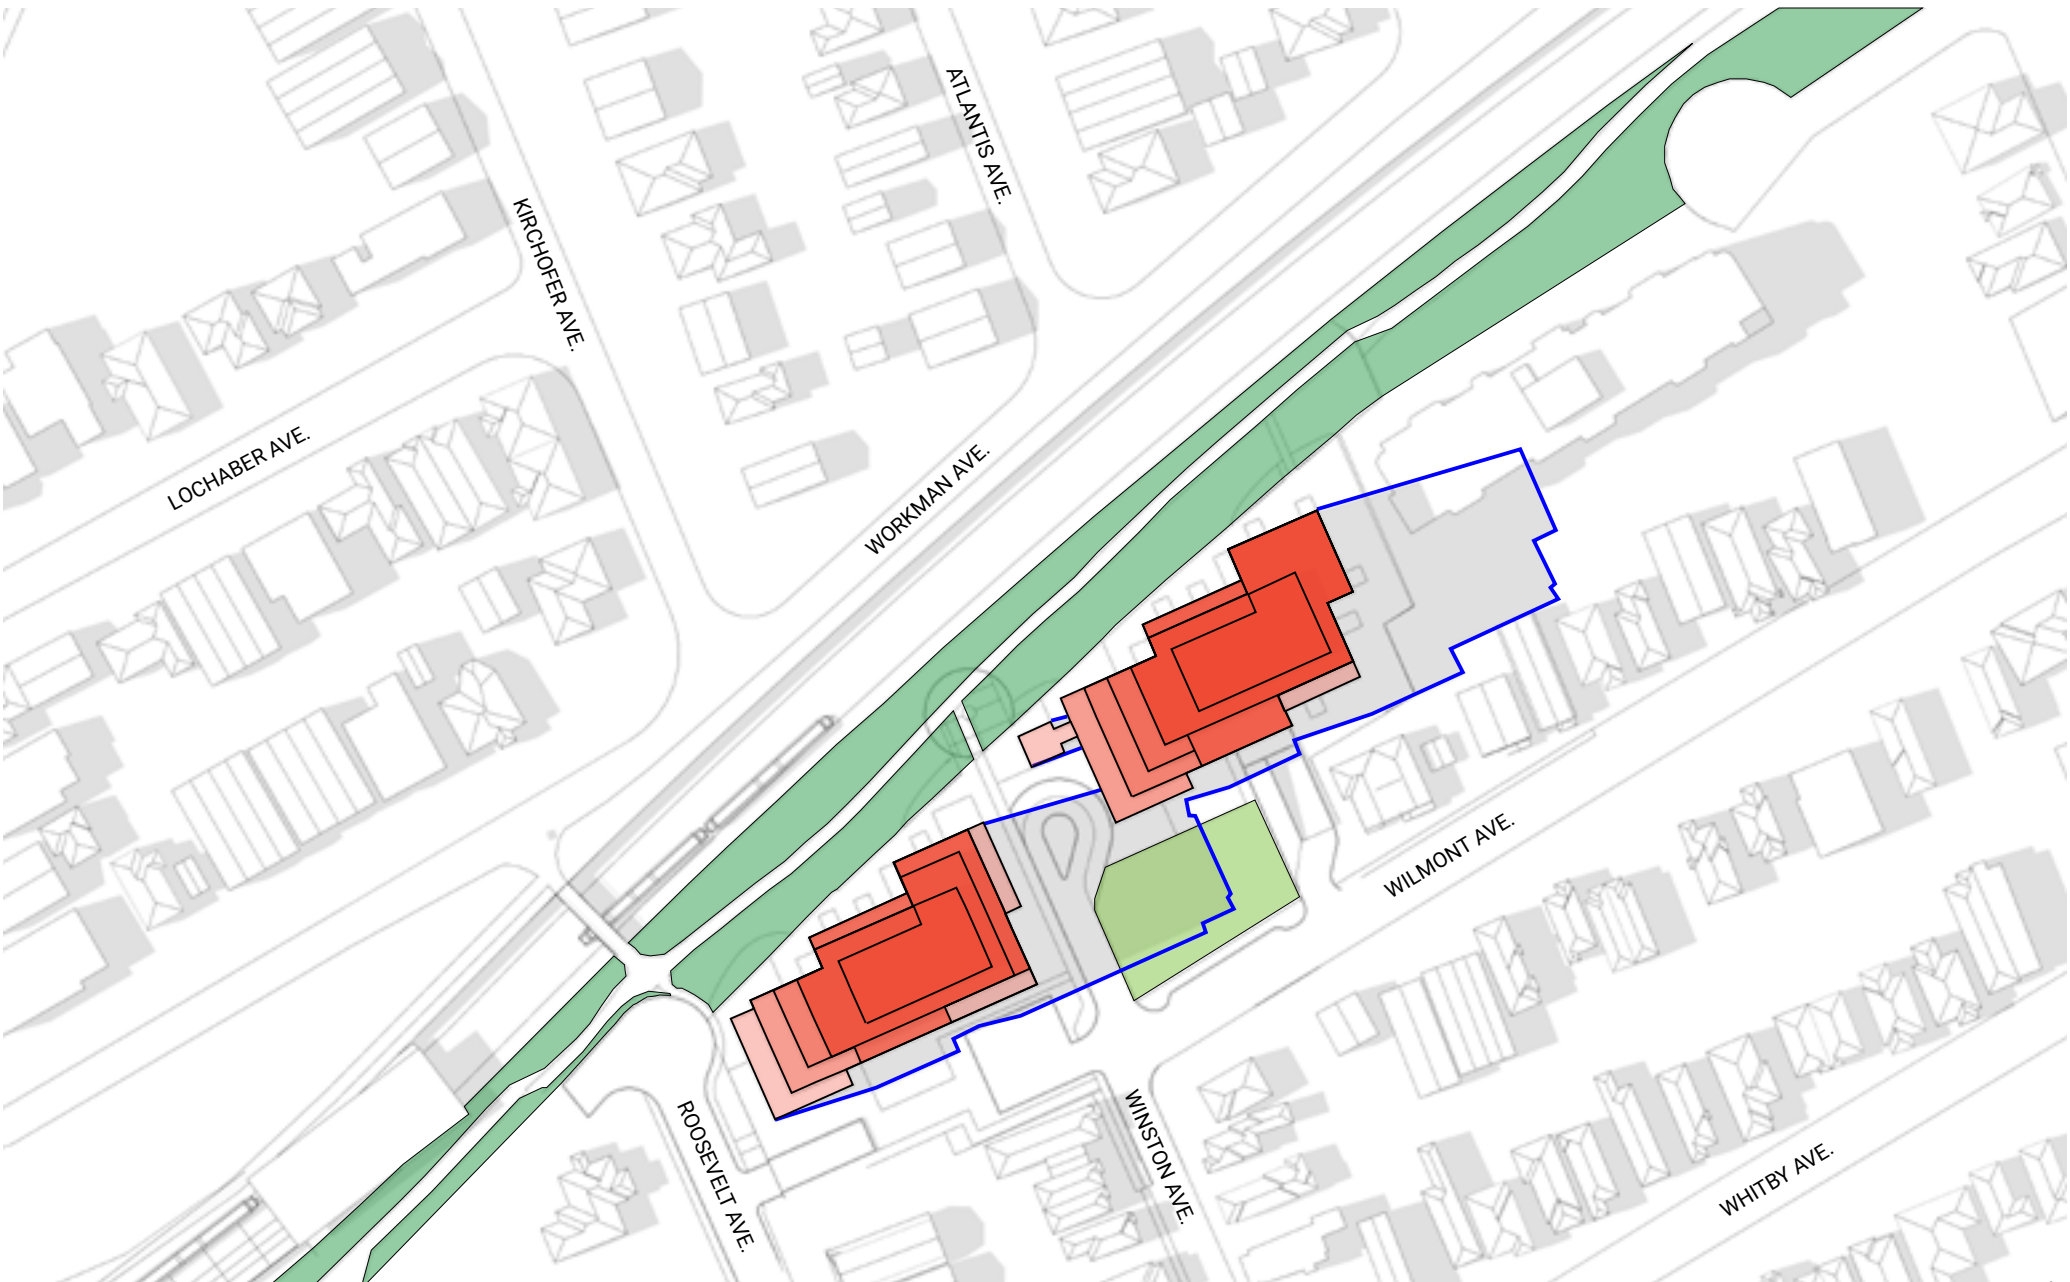 ATLANTIS AVE.
KIRCHOFER AVE.
LOCHABER AVE.
WORKMAN AVE.
WILMONT AVE.
ROOSEVELT AVE.
WINSTON AVE.
WHITBY AVE.